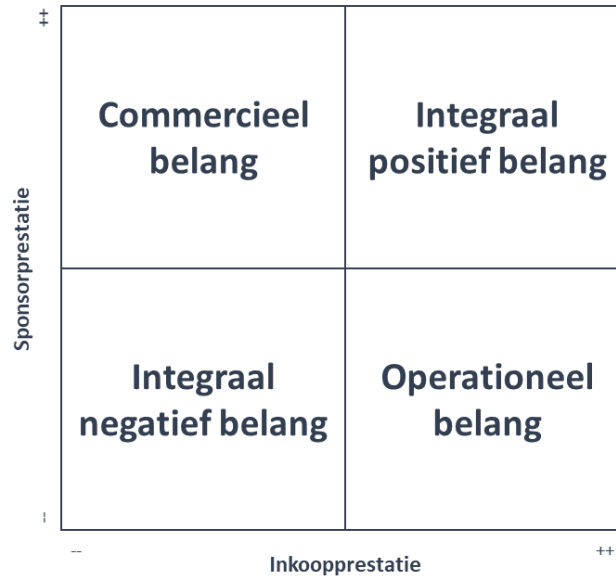 ++
Commercieel
belang
Integraal
positief belang
Sponsorprestatie
Integraal
negatief belang
Operationeel
belang
--
--
++
Inkoopprestatie